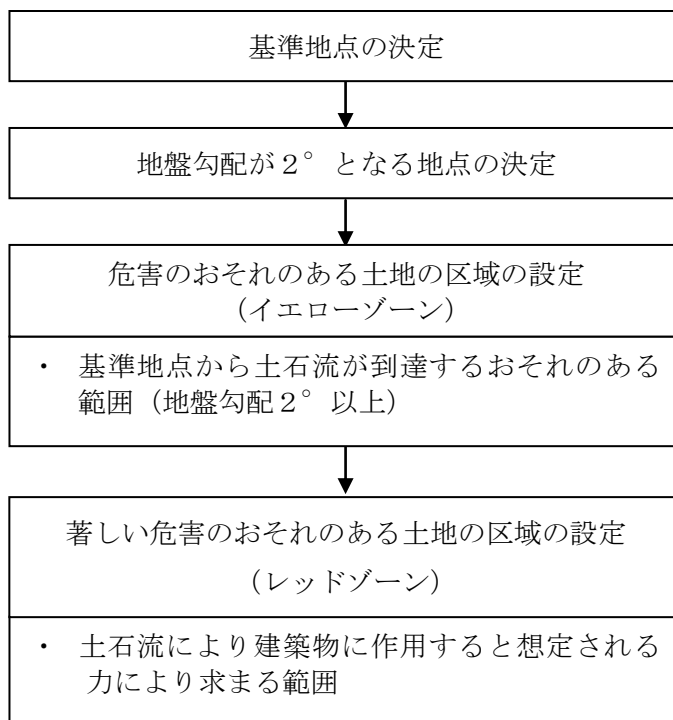 基準地点の決定
地盤勾配が２°となる地点の決定
危害のおそれのある土地の区域の設定
（イエローゾーン）
・ 基準地点から土石流が到達するおそれのある
範囲（地盤勾配２°以上）
著しい危害のおそれのある土地の区域の設定
（レッドゾーン）
・ 土石流により建築物に作用すると想定される
力により求まる範囲